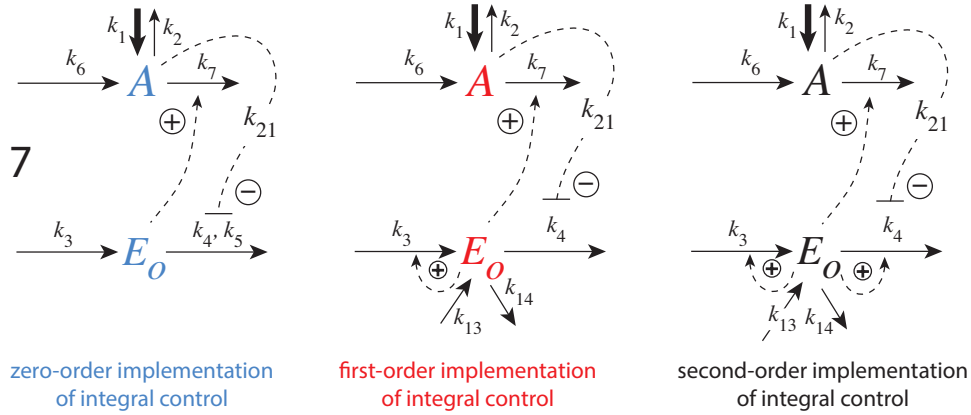 k1 k2 k1 k2 k1 k2
k6 A k7 k6 A k7 k6 A k7
+ + +
k21 k21 k21
7
− − −
k3 Eo k4, k5 k3 Eo k4 k3 Eo k4
+ + +
k13 k14 k13 k14
zero-order implementation first-order implementation second-order implementation
of integral control of integral control of integral control